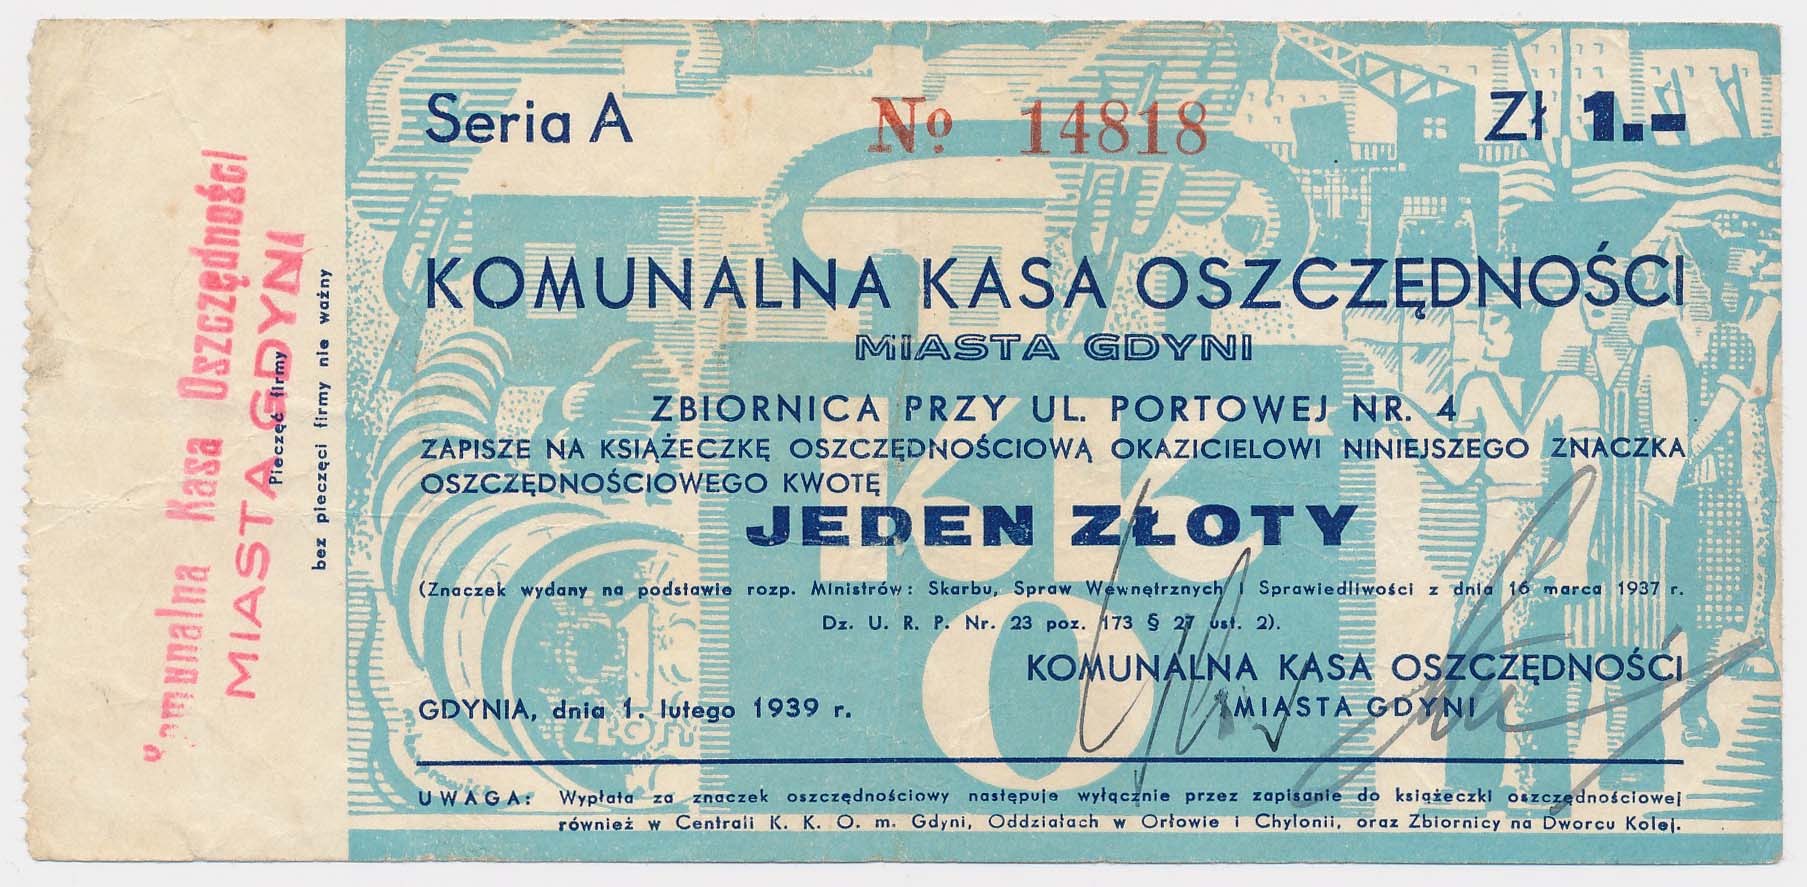 Seria A
№ 14818
Zł 1.-
KOMUNALNA KASA OSZCZĘDNOŚCI
MIASTA GDYNI
ZBIORNICA PRZY UL. PORTOWEJ NR. 4
ZAPISZE NA KSIĄŻECZKĘ OSZCZĘDNOŚCIOWĄ OKAZICIELOWI NINIEJSZEGO ZNACZKA
OSZCZĘDNOŚCIOWEGO KWOTĘ
JEDEN ZŁOTY
(Znaczek wydany na podstawie rozp. Ministrów: Skarbu, Spraw Wewnętrznych i Sprawiedliwości z dnia 16 marca 1937 r.
Dz. U. R. P. Nr. 23 poz. 173 § 27 ust. 2).
KOMUNALNA KASA OSZCZĘDNOŚCI
MIASTA GDYNI
GDYNIA, dnia 1. lutego 1939 r.
UWAGA: Wypłata za znaczek oszczędnościowy następuje wyłącznie przez zapisanie do książeczki oszczędnościowej
również w Centrali K. K. O. m. Gdyni, Oddziałach w Orłowie i Chylonii, oraz Zbiornicy na Dworcu Kolej.
Komunalna Kasa Oszczędności
MIASTA GDYNI
Pieczęć firmy
bez pieczęci firmy nie ważny
KK
O
1
ZŁOTY